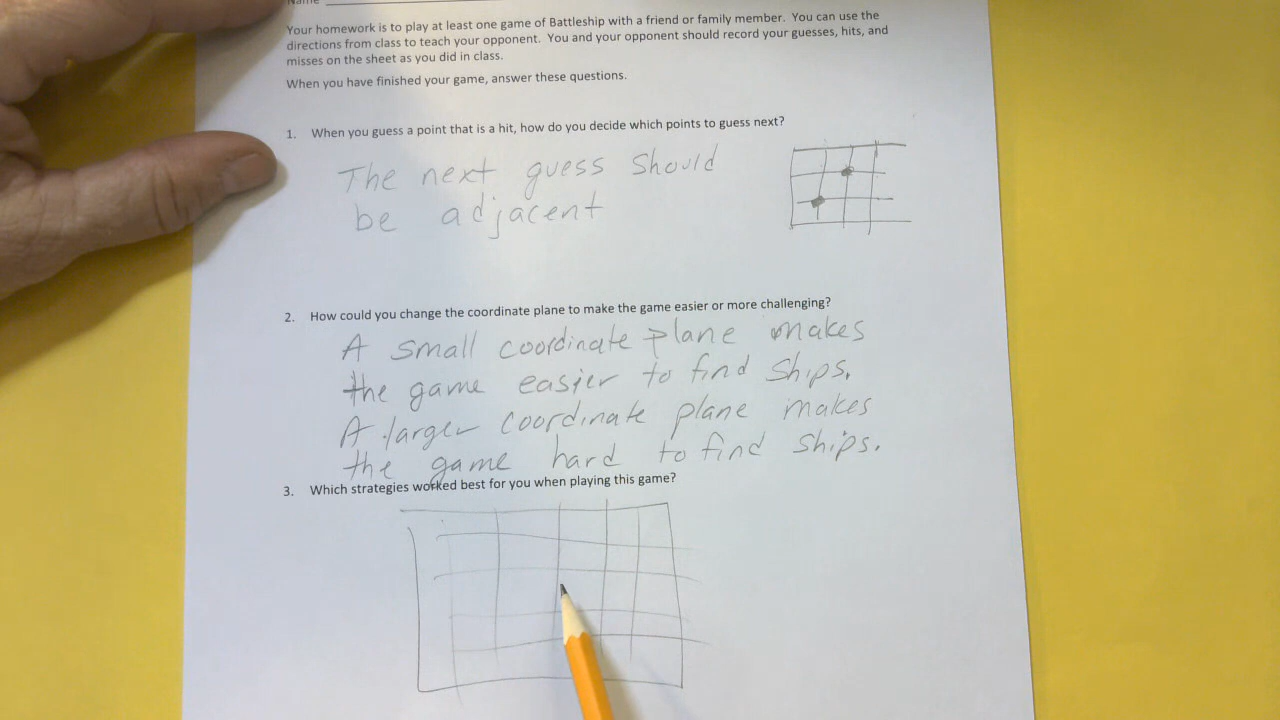 Name
Your homework is to play at least one game of Battleship with a friend or family member. You can use the
directions from class to teach your opponent. You and your opponent should record your guesses, hits, and
misses on the sheet as you did in class.
When you have finished your game, answer these questions.
1. When you guess a point that is a hit, how do you decide which points to guess next?
The next guess should
be adjacent
2. How could you change the coordinate plane to make the game easier or more challenging?
A small coordinate plane makes
the game easier to find ships.
A larger coordinate plane makes
the game hard to find ships.
3. Which strategies worked best for you when playing this game?